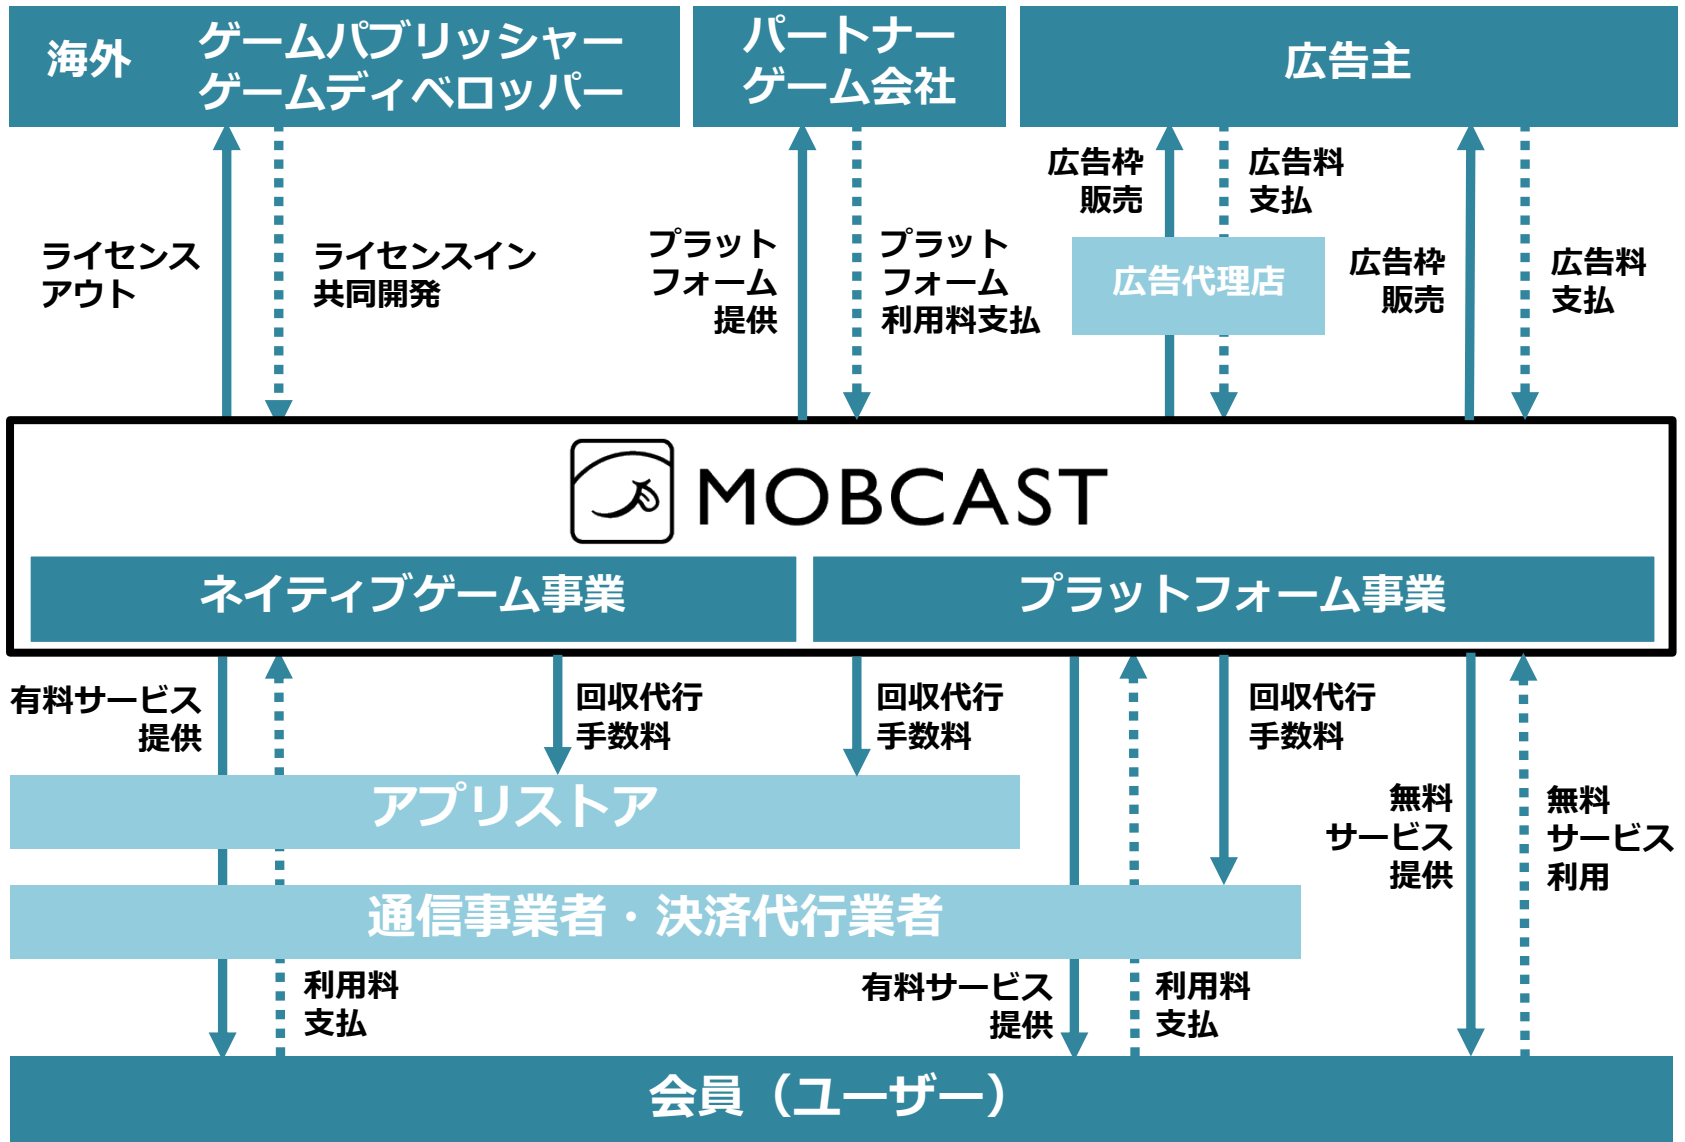 海外
ゲームパブリッシャー
ゲームディベロッパー
パートナー
ゲーム会社
広告主
ライセンス
アウト
ライセンスイン
共同開発
プラット
フォーム
提供
プラット
フォーム
利用料支払
広告枠
販売
広告料
支払
広告代理店
広告枠
販売
広告料
支払
MOBCAST
ネイティブゲーム事業
プラットフォーム事業
有料サービス
提供
回収代行
手数料
回収代行
手数料
回収代行
手数料
アプリストア
無料
サービス
提供
無料
サービス
利用
通信事業者・決済代行業者
利用料
支払
有料サービス
提供
利用料
支払
会員（ユーザー）